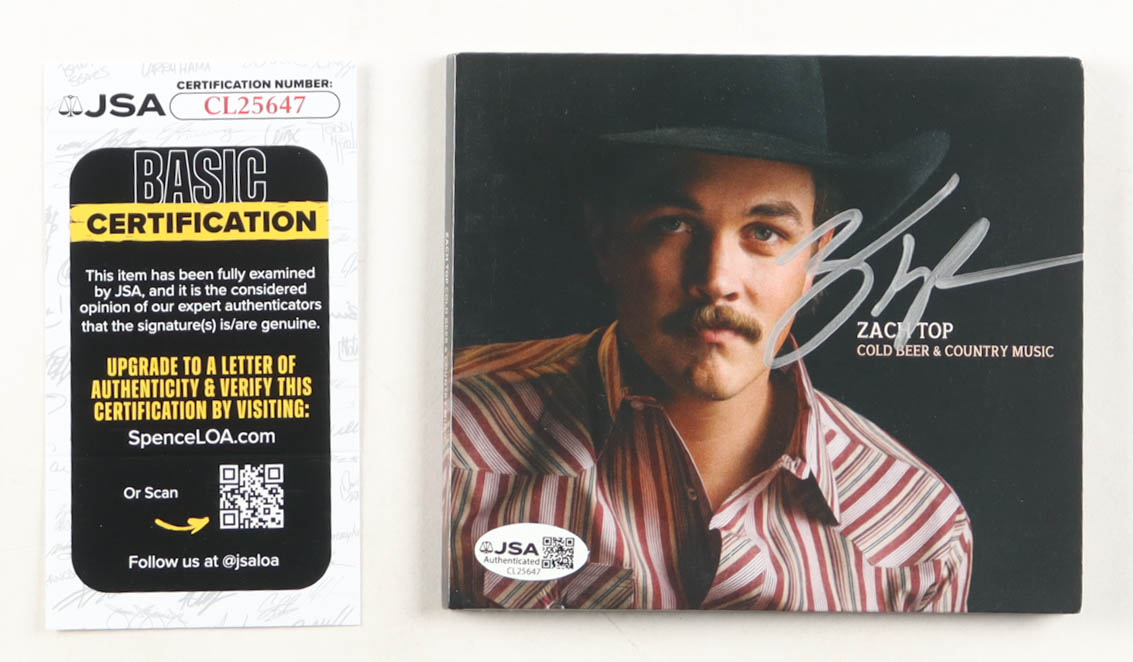 CERTIFICATION NUMBER:
JSA CL25647
BASIC
CERTIFICATION
This item has been fully examined
by JSA, and it is the considered
opinion of our expert authenticators
that the signature(s) is/are genuine.
UPGRADE TO A LETTER OF
AUTHENTICITY & VERIFY THIS
CERTIFICATION BY VISITING:
SpenceLOA.com
Or Scan
Follow us at @jsaloa
LARRY HAMA
ZACH TOP
COLD BEER & COUNTRY MUSIC
JSA
Authenticated
CL25647